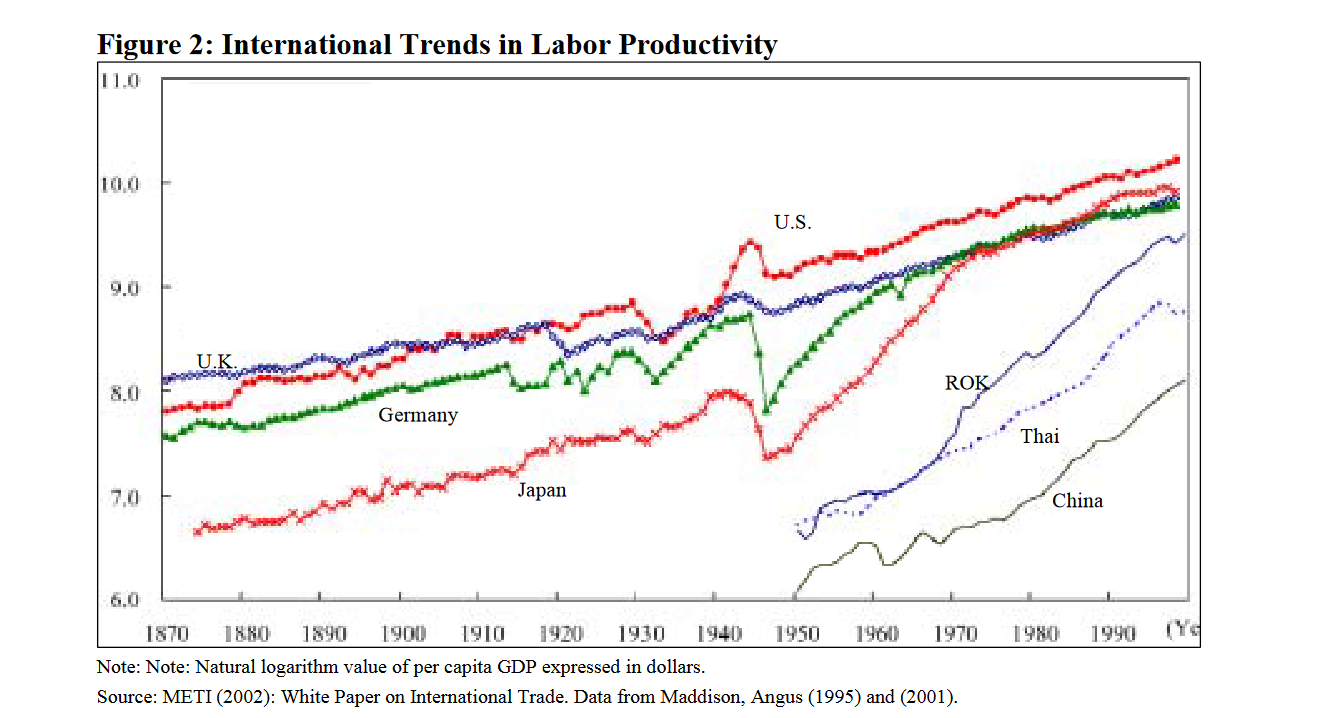 Figure 2: International Trends in Labor Productivity
11.0
10.0
U.S.
9.0
U.K.
8.0
ROK
Germany
Thai
7.0
Japan
China
6.0
1870 1880 1890 1900 1910 1920 1930 1940 1950 1960 1970 1980 1990 (Ye
Note: Note: Natural logarithm value of per capita GDP expressed in dollars.
Source: METI (2002): White Paper on International Trade. Data from Maddison, Angus (1995) and (2001).